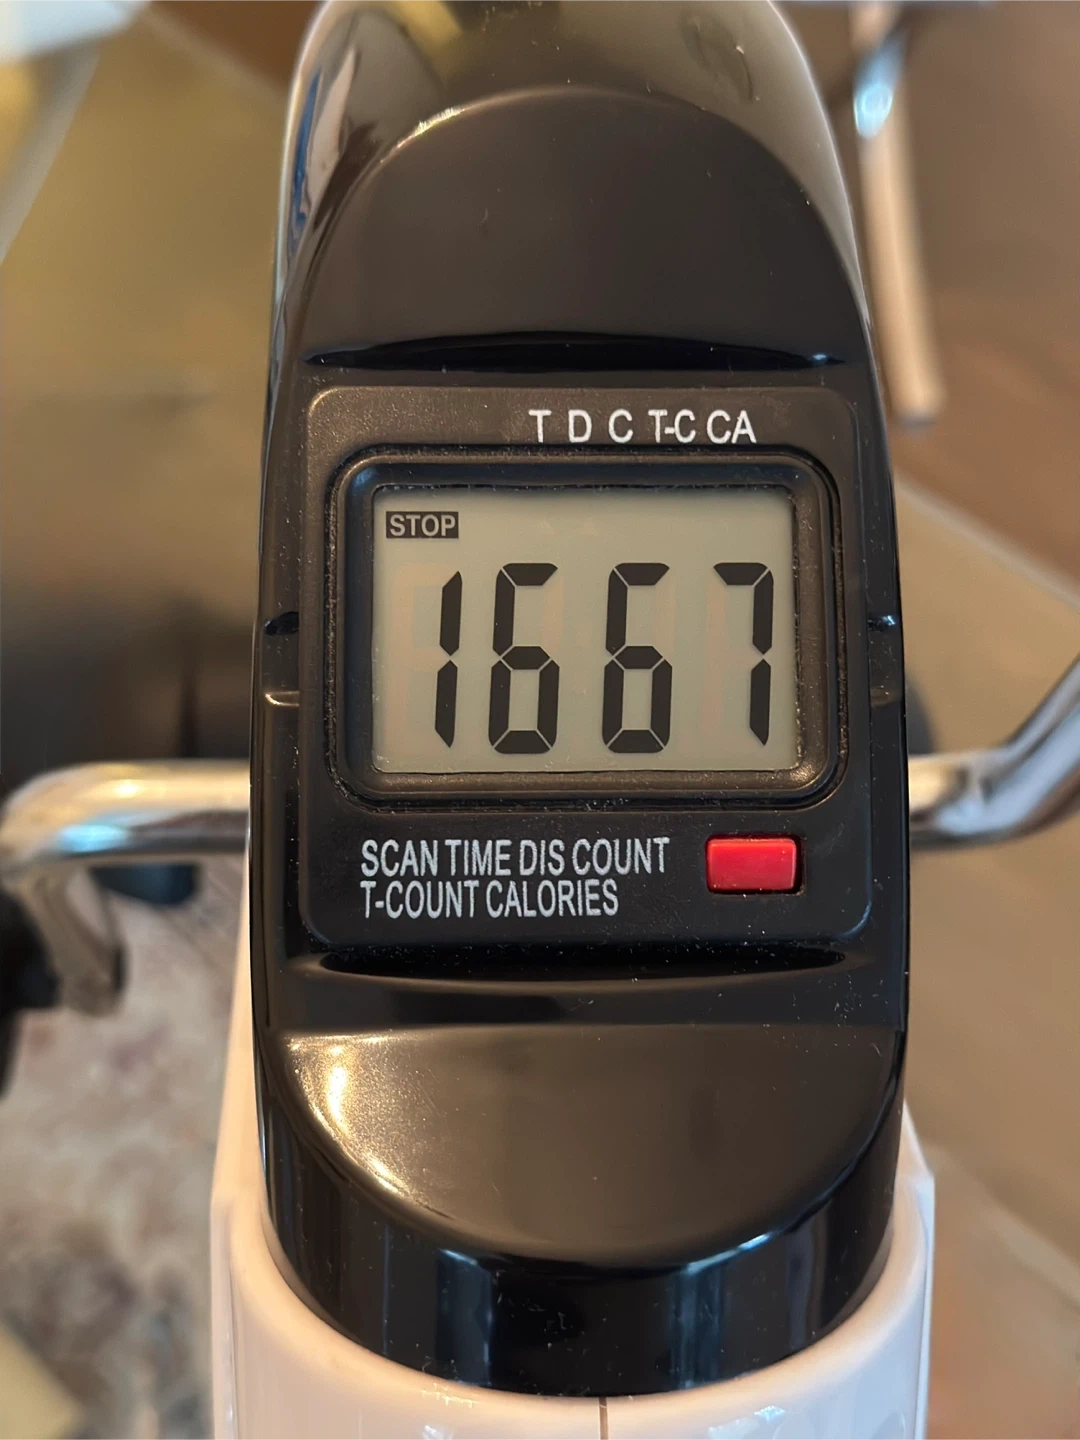 T D C T-C CA
STOP
1667
SCAN TIME DIS COUNT
T-COUNT CALORIES